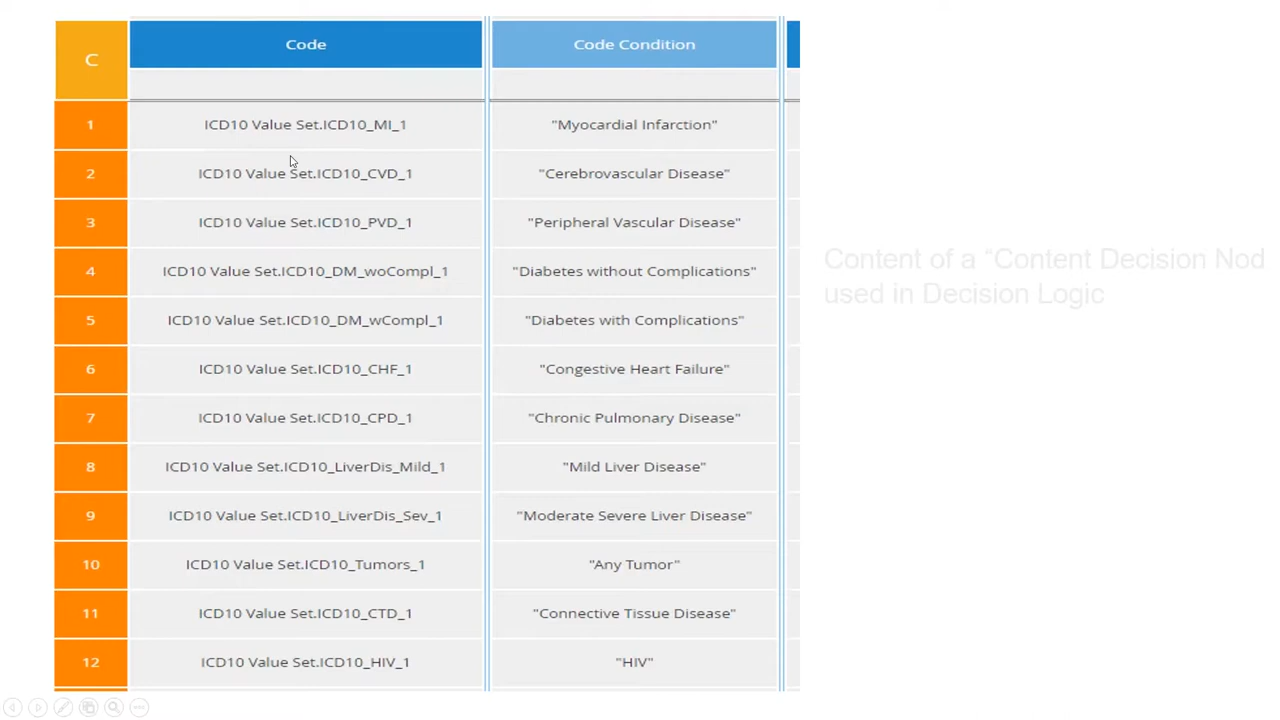 C Code Code Condition
1 ICD10 Value Set.ICD10_MI_1 "Myocardial Infarction"
2 ICD10 Value Set.ICD10_CVD_1 "Cerebrovascular Disease"
3 ICD10 Value Set.ICD10_PVD_1 "Peripheral Vascular Disease"
4 ICD10 Value Set.ICD10_DM_woCompl_1 "Diabetes without Complications"
5 ICD10 Value Set.ICD10_DM_wCompl_1 "Diabetes with Complications"
6 ICD10 Value Set.ICD10_CHF_1 "Congestive Heart Failure"
7 ICD10 Value Set.ICD10_CPD_1 "Chronic Pulmonary Disease"
8 ICD10 Value Set.ICD10_LiverDis_Mild_1 "Mild Liver Disease"
9 ICD10 Value Set.ICD10_LiverDis_Sev_1 "Moderate Severe Liver Disease"
10 ICD10 Value Set.ICD10_Tumors_1 "Any Tumor"
11 ICD10 Value Set.ICD10_CTD_1 "Connective Tissue Disease"
12 ICD10 Value Set.ICD10_HIV_1 "HIV"
Content of a “Content Decision Nod
used in Decision Logic